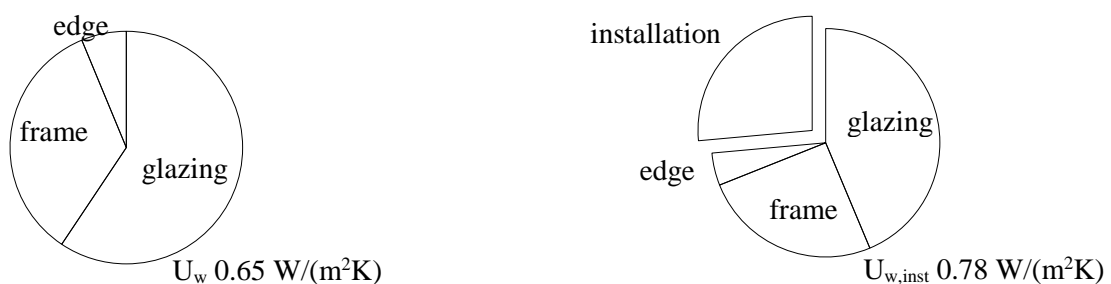 edge
frame
glazing
U_w 0.65 W/(m²K)
installation
glazing
edge
frame
U_w,inst 0.78 W/(m²K)